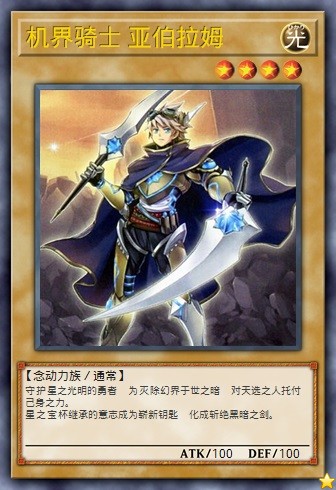 机界骑士 亚伯拉姆
光
【念动力族／通常】
守护星之光明的勇者　为灭除幻界于世之暗　对天选之人托付
己身之力。
星之宝杯继承的意志成为崭新钥匙　化成斩绝黑暗之剑。
ATK/100 DEF/100